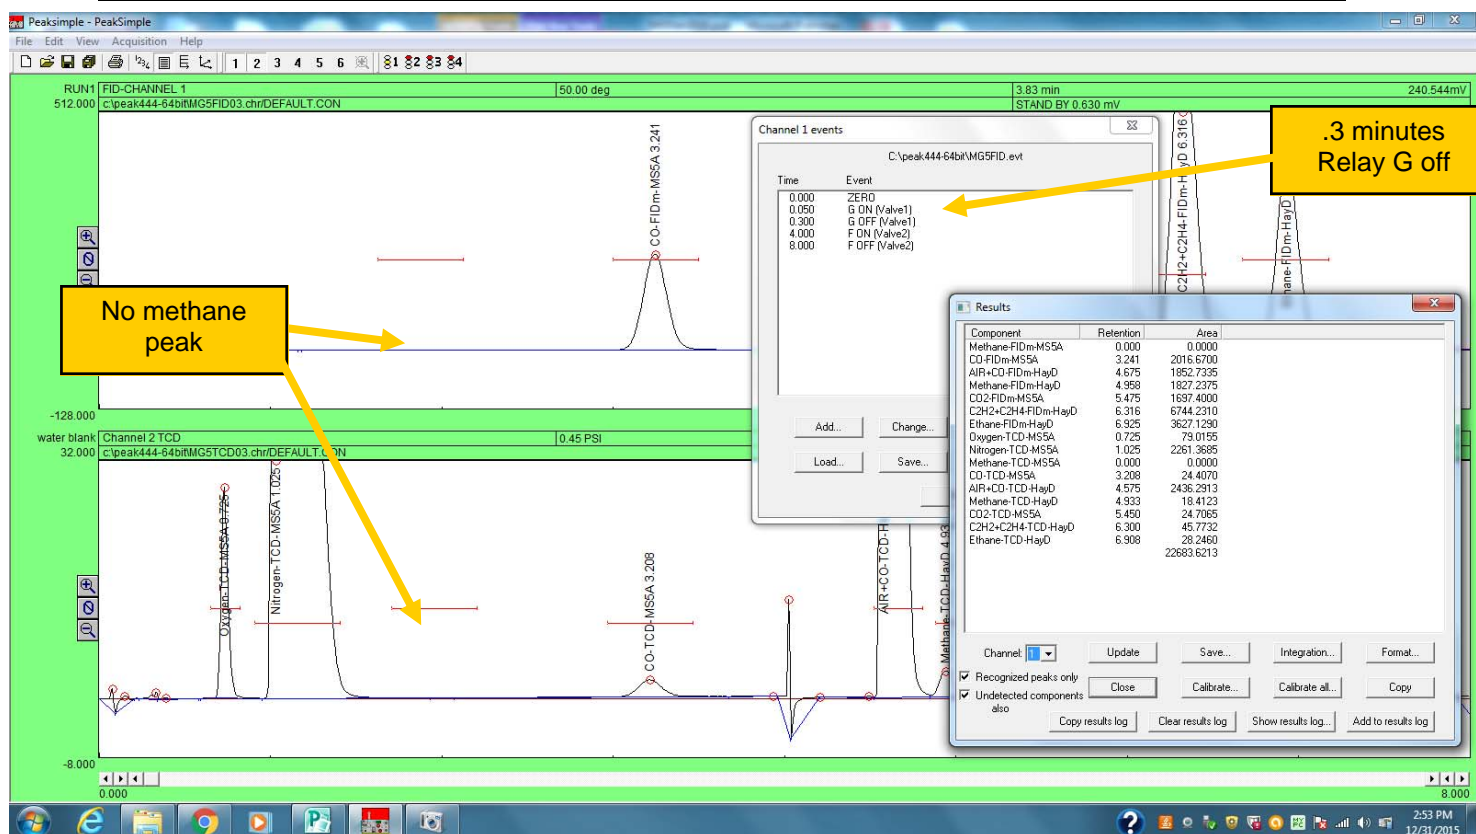 Peaksimple - PeakSimple
File Edit View Acquisition Help
1 2 3 4 5 6 1 2 3 4
RUN1 FID-CHANNEL 1 50.00 deg 3.83 min 240.544mV
512.000 c:\peak444-64bit\MG5FID03.chr/DEFAULT.CON STAND BY 0.630 mV
CO-FIDm-MS5A 3.241
C2H2+C2H4-FIDm-HayD 6.316
-128.000
Channel 1 events
C:\peak444-64bit\MG5FID.evt
Time Event
0.000 ZERO
0.050 G ON (Valve1)
0.300 G OFF (Valve1)
4.000 F ON (Valve2)
8.000 F OFF (Valve2)
Add... Change...
Load... Save...
.3 minutes
Relay G off
No methane
peak
water blank Channel 2 TCD 0.45 PSI
32.000 c:\peak444-64bit\MG5TCD03.chr/DEFAULT.CON
Oxygen-TCD-MS5A 0.725
Nitrogen-TCD-MS5A 1.025
CO-TCD-MS5A 3.208
AIR+CO-TCD-H
Methane-TCD-HayD 4.93
-8.000
0.000 8.000
Results
Component Retention Area
Methane-FIDm-MS5A 0.000 0.0000
CO-FIDm-MS5A 3.241 2016.6700
AIR+CO-FIDm-HayD 4.675 1852.7335
Methane-FIDm-HayD 4.958 1827.2375
CO2-FIDm-MS5A 5.475 1697.4000
C2H2+C2H4-FIDm-HayD 6.316 6744.2310
Ethane-FIDm-HayD 6.925 3627.1290
Oxygen-TCD-MS5A 0.725 79.0155
Nitrogen-TCD-MS5A 1.025 2261.3685
Methane-TCD-MS5A 0.000 0.0000
CO-TCD-MS5A 3.208 24.4070
AIR+CO-TCD-HayD 4.575 2436.2913
Methane-TCD-HayD 4.933 18.4123
CO2-TCD-MS5A 5.450 24.7065
C2H2+C2H4-TCD-HayD 6.300 45.7732
Ethane-TCD-HayD 6.908 28.2460
22683.6213
Channel: 1 Update Save... Integration... Format...
Recognized peaks only
Undetected components
also
Close Calibrate... Calibrate all... Copy
Copy results log Clear results log Show results log... Add to results log
2:53 PM
12/31/2015